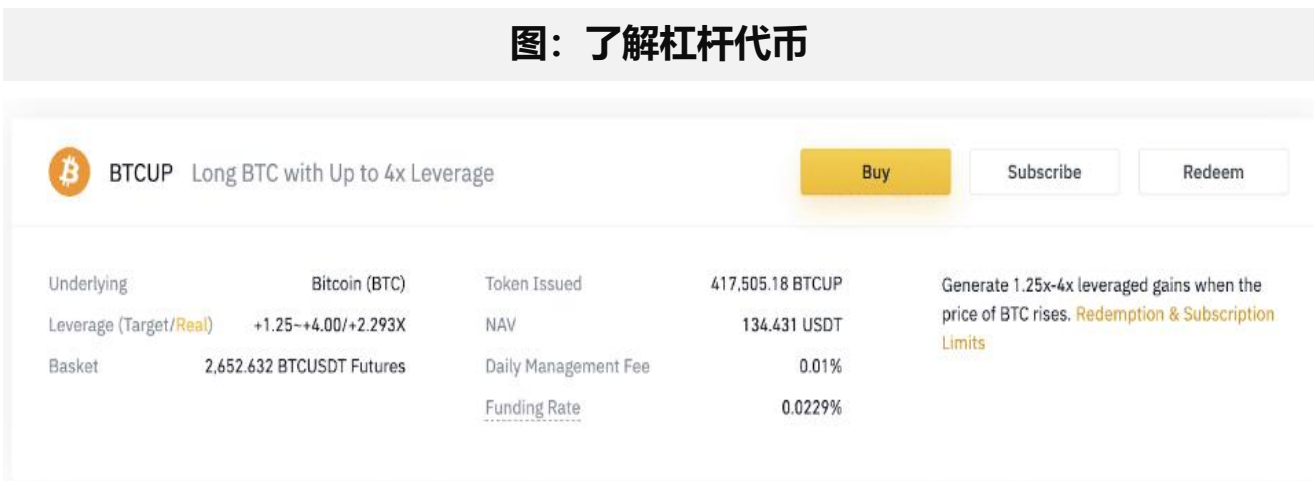 图：了解杠杆代币
BTCUP Long BTC with Up to 4x Leverage
Buy
Subscribe
Redeem
Underlying Bitcoin (BTC)
Leverage (Target/Real) +1.25~+4.00/+2.293X
Basket 2,652.632 BTCUSDT Futures
Token Issued 417,505.18 BTCUP
NAV 134.431 USDT
Daily Management Fee 0.01%
Funding Rate 0.0229%
Generate 1.25x-4x leveraged gains when the
price of BTC rises. Redemption & Subscription
Limits